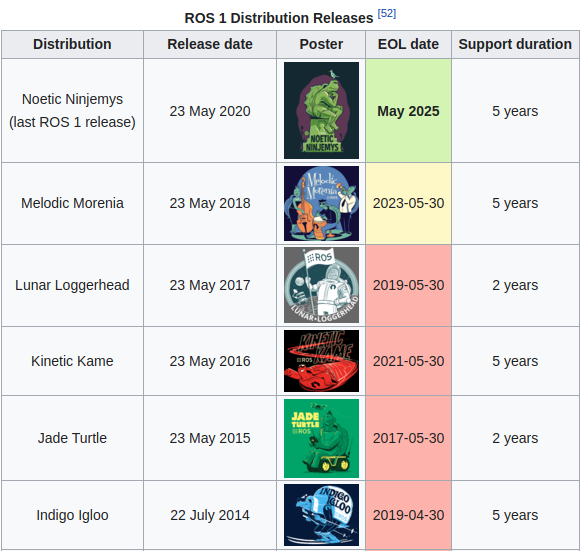 ROS 1 Distribution Releases [52]
Distribution Release date Poster EOL date Support duration
Noetic Ninjemys
(last ROS 1 release) 23 May 2020 NOETIC NINJEMYS May 2025 5 years
Melodic Morenia 23 May 2018 Melodic Morenia 2023-05-30 5 years
Lunar Loggerhead 23 May 2017 ROS LUNAR•LOGGERHEAD 2019-05-30 2 years
Kinetic Kame 23 May 2016 KINETIC KAME ROS 2021-05-30 5 years
Jade Turtle 23 May 2015 JADE TURTLE ROS 2017-05-30 2 years
Indigo Igloo 22 July 2014 INDIGO IGLOO 2019-04-30 5 years